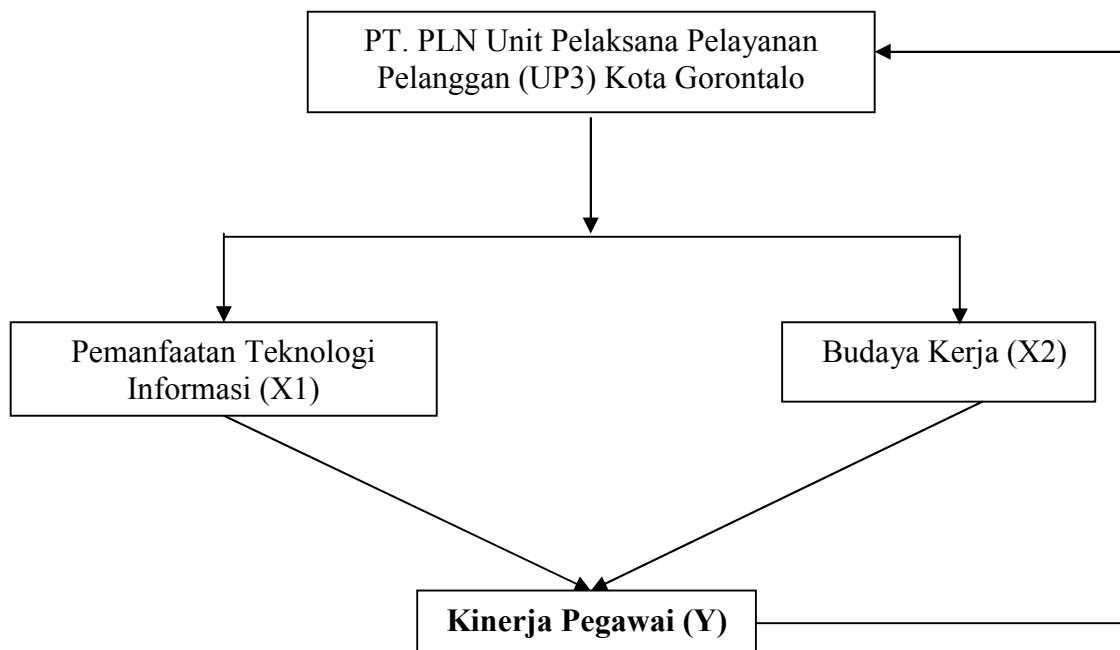 PT. PLN Unit Pelaksana Pelayanan
Pelanggan (UP3) Kota Gorontalo
Pemanfaatan Teknologi
Informasi (X1)
Budaya Kerja (X2)
Kinerja Pegawai (Y)